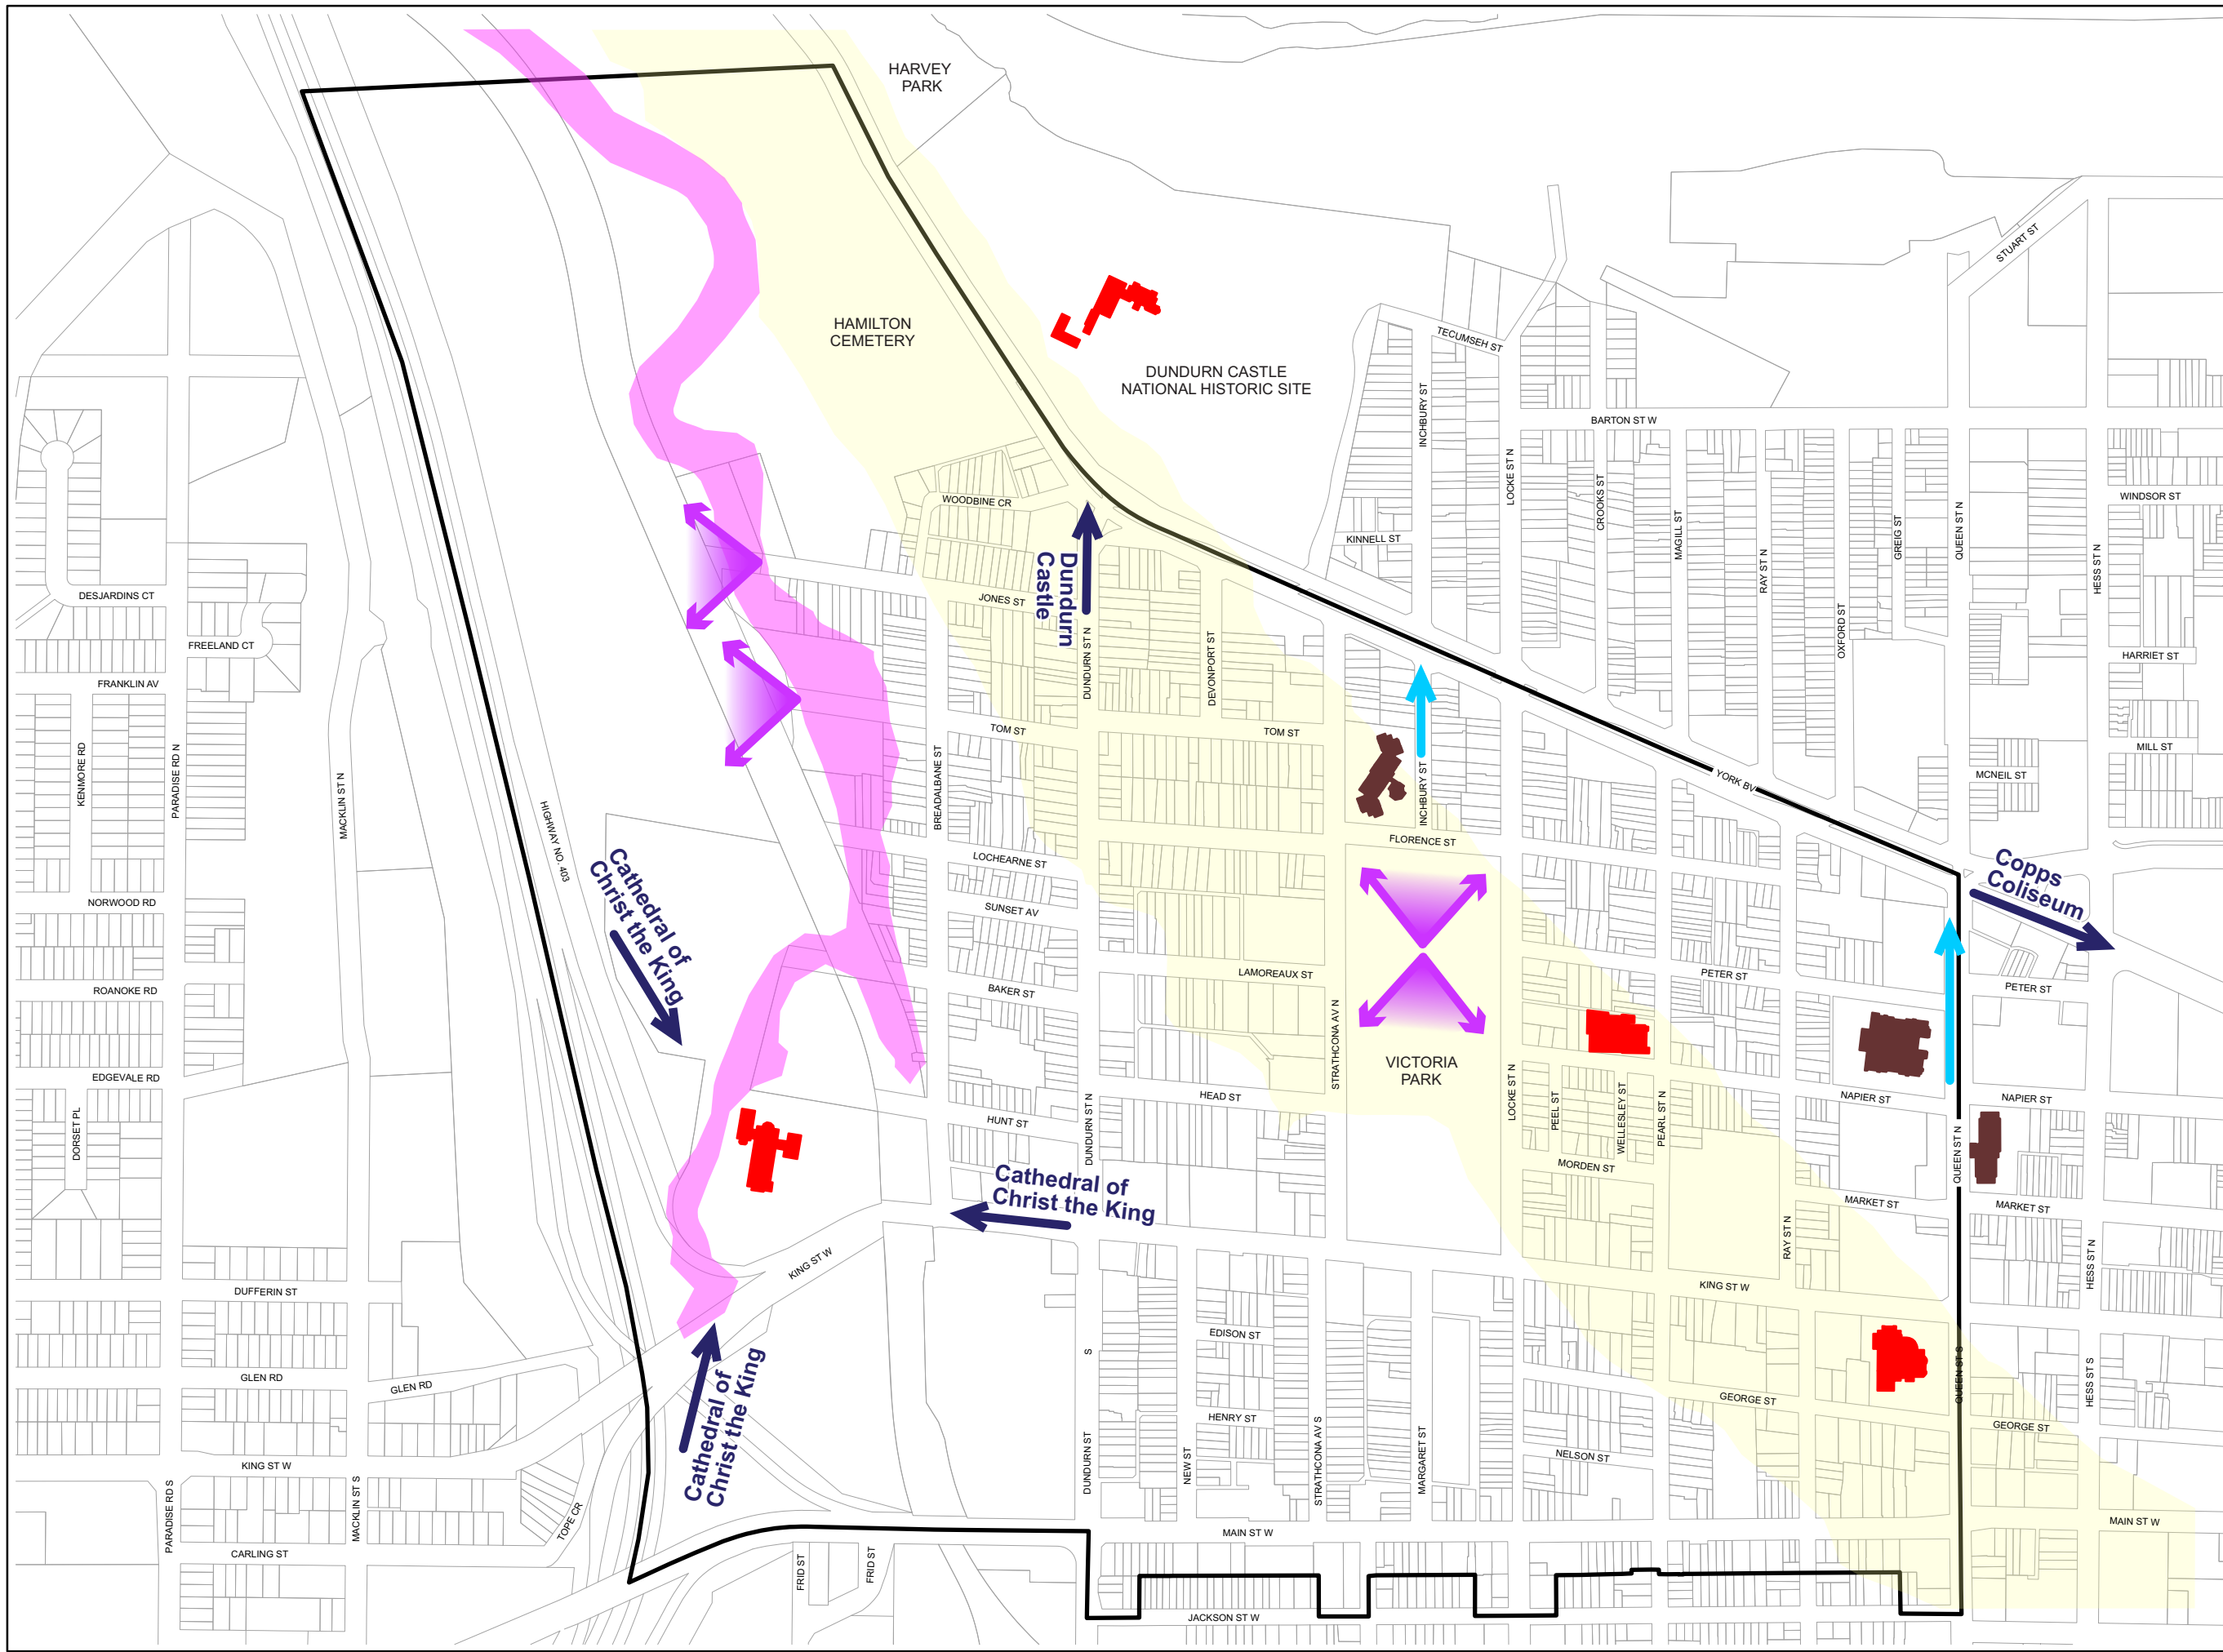 HARVEY
PARK
STUART ST
HAMILTON
CEMETERY
TECUMSEH ST
DUNDURN CASTLE
NATIONAL HISTORIC SITE
INCHBURY ST
BARTON ST W
LOCKE ST N
CROOKS ST
MAGILL ST
RAY ST N
OXFORD ST
GREIG ST
QUEEN ST N
HESS ST N
WINDSOR ST
WOODBINE CR
KINNELL ST
Dundurn
Castle
DESJARDINS CT
JONES ST
FREELAND CT
DUNDURN ST N
DEVONPORT ST
HARRIET ST
FRANKLIN AV
TOM ST
TOM ST
KENMORE RD
PARADISE RD N
MACKLIN ST N
HIGHWAY NO. 403
BREADALBANE ST
INCHBURY ST
YORK BV
MILL ST
MCNEIL ST
FLORENCE ST
LOCHEARNE ST
Cathedral of
Christ the King
Copps
Coliseum
NORWOOD RD
SUNSET AV
LAMOREAUX ST
PETER ST
PETER ST
ROANOKE RD
BAKER ST
STRATHCONA AV N
VICTORIA
PARK
EDGEVALE RD
HEAD ST
NAPIER ST
NAPIER ST
DORSET PL
HUNT ST
DUNDURN ST N
LOCKE ST N
PEEL ST
WELLESLEY ST
PEARL ST N
QUEEN ST N
MORDEN ST
Cathedral of
Christ the King
MARKET ST
MARKET ST
RAY ST N
HESS ST N
KING ST W
KING ST W
DUFFERIN ST
EDISON ST
S
QUEEN ST S
HESS ST S
GLEN RD
GLEN RD
Cathedral of
Christ the King
GEORGE ST
GEORGE ST
HENRY ST
NELSON ST
DUNDURN ST
NEW ST
STRATHCONA AV S
MARGARET ST
KING ST W
PARADISE RD S
MACKLIN ST S
TOPE CR
MAIN ST W
MAIN ST W
CARLING ST
FRID ST
FRID ST
JACKSON ST W